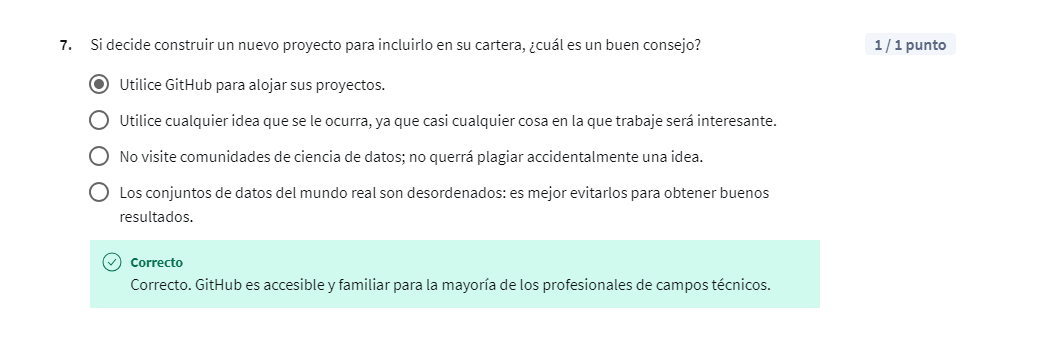 7. Si decide construir un nuevo proyecto para incluirlo en su cartera, ¿cuál es un buen consejo?
1 / 1 punto
Utilice GitHub para alojar sus proyectos.
Utilice cualquier idea que se le ocurra, ya que casi cualquier cosa en la que trabaje será interesante.
No visite comunidades de ciencia de datos; no querrá plagiar accidentalmente una idea.
Los conjuntos de datos del mundo real son desordenados: es mejor evitarlos para obtener buenos
resultados.
Correcto
Correcto. GitHub es accesible y familiar para la mayoría de los profesionales de campos técnicos.